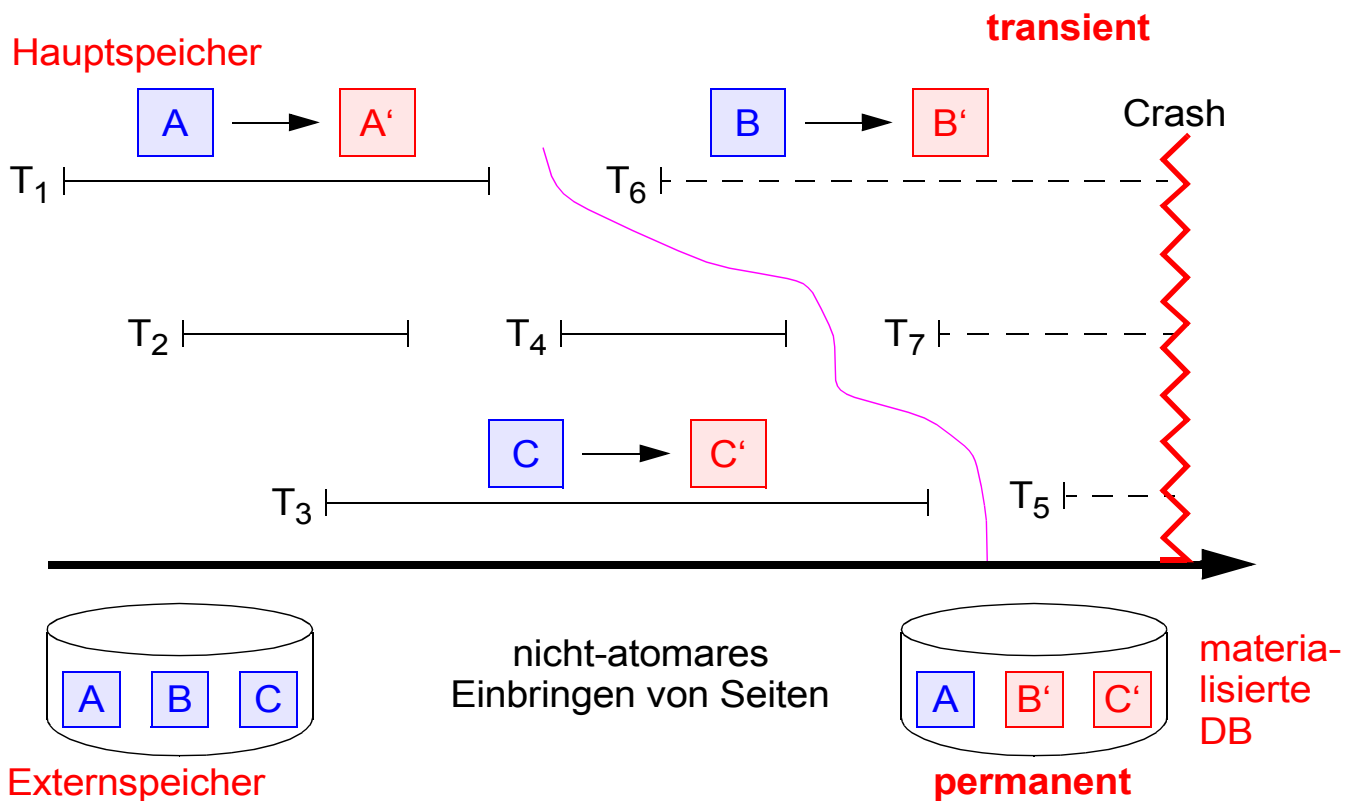 transient
Hauptspeicher
A A‘ B B‘ Crash
T1 T6
T2 T4 T7
C C‘
T3 T5
nicht-atomares
Einbringen von Seiten
A B C
A B‘ C‘
materia-
lisierte
DB
Externspeicher
permanent